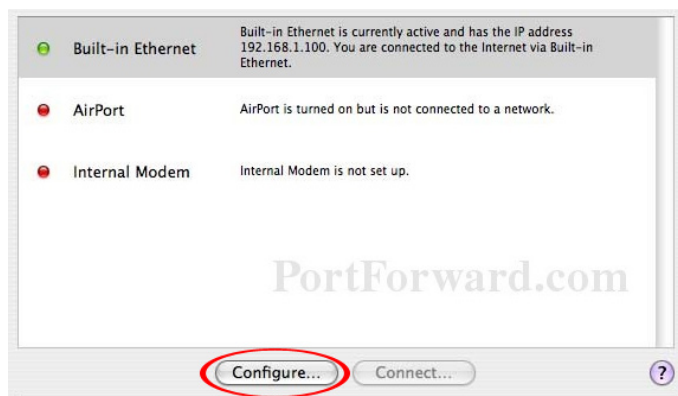 Built-in Ethernet
Built-in Ethernet is currently active and has the IP address
192.168.1.100. You are connected to the Internet via Built-in
Ethernet.
AirPort
AirPort is turned on but is not connected to a network.
Internal Modem
Internal Modem is not set up.
PortForward.com
Configure...
Connect...
?